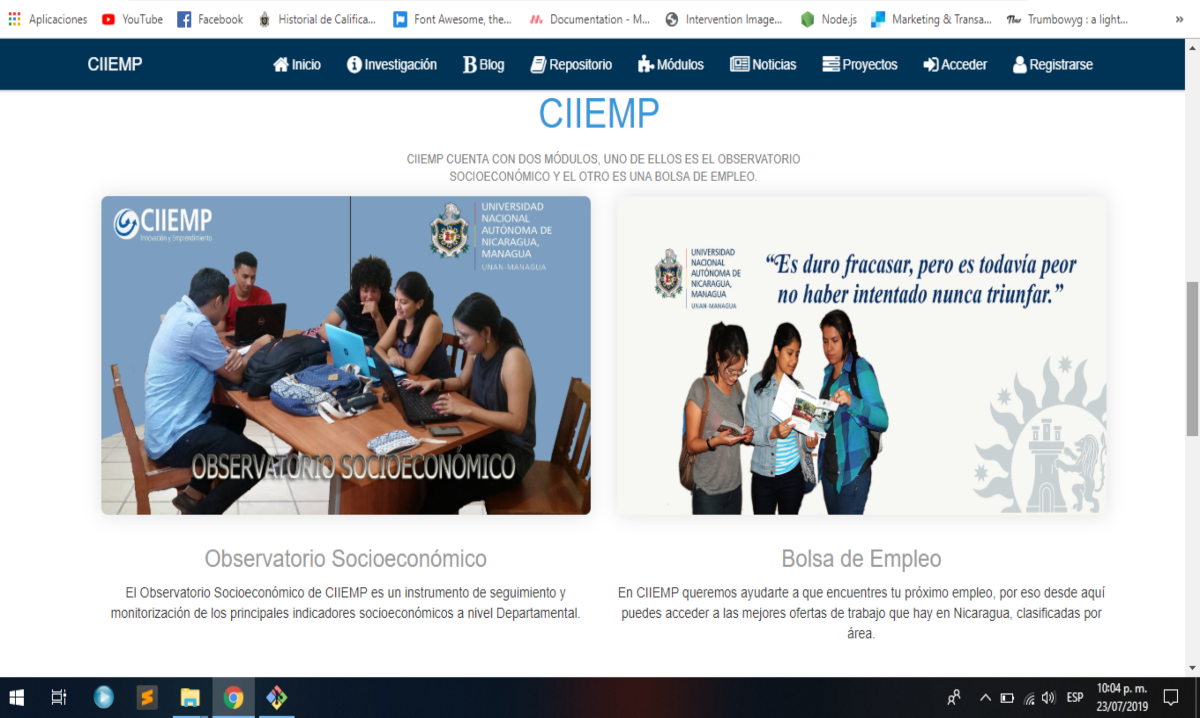 Aplicaciones YouTube Facebook Historial de Califica... Font Awesome, the... Documentation - M... Intervention Image... Node.js Marketing & Transa... Trumbowyg : a light... »
CIIEMP Inicio Investigación Blog Repositorio Módulos Noticias Proyectos Acceder Registrarse
CIIEMP
CIIEMP CUENTA CON DOS MÓDULOS, UNO DE ELLOS ES EL OBSERVATORIO
SOCIOECONÓMICO Y EL OTRO ES UNA BOLSA DE EMPLEO.
CIIEMP
Innovación y Emprendimiento
UNIVERSIDAD
NACIONAL
AUTÓNOMA DE
NICARAGUA,
MANAGUA
UNAN-MANAGUA
OBSERVATORIO SOCIOECONÓMICO
UNIVERSIDAD
NACIONAL
AUTÓNOMA DE
NICARAGUA,
MANAGUA
UNAN-MANAGUA
“Es duro fracasar, pero es todavía peor
no haber intentado nunca triunfar.”
Observatorio Socioeconómico
El Observatorio Socioeconómico de CIIEMP es un instrumento de seguimiento y
monitorización de los principales indicadores socioeconómicos a nivel Departamental.
Bolsa de Empleo
En CIIEMP queremos ayudarte a que encuentres tu próximo empleo, por eso desde aquí
puedes acceder a las mejores ofertas de trabajo que hay en Nicaragua, clasificadas por
área.
ESP
10:04 p. m.
23/07/2019